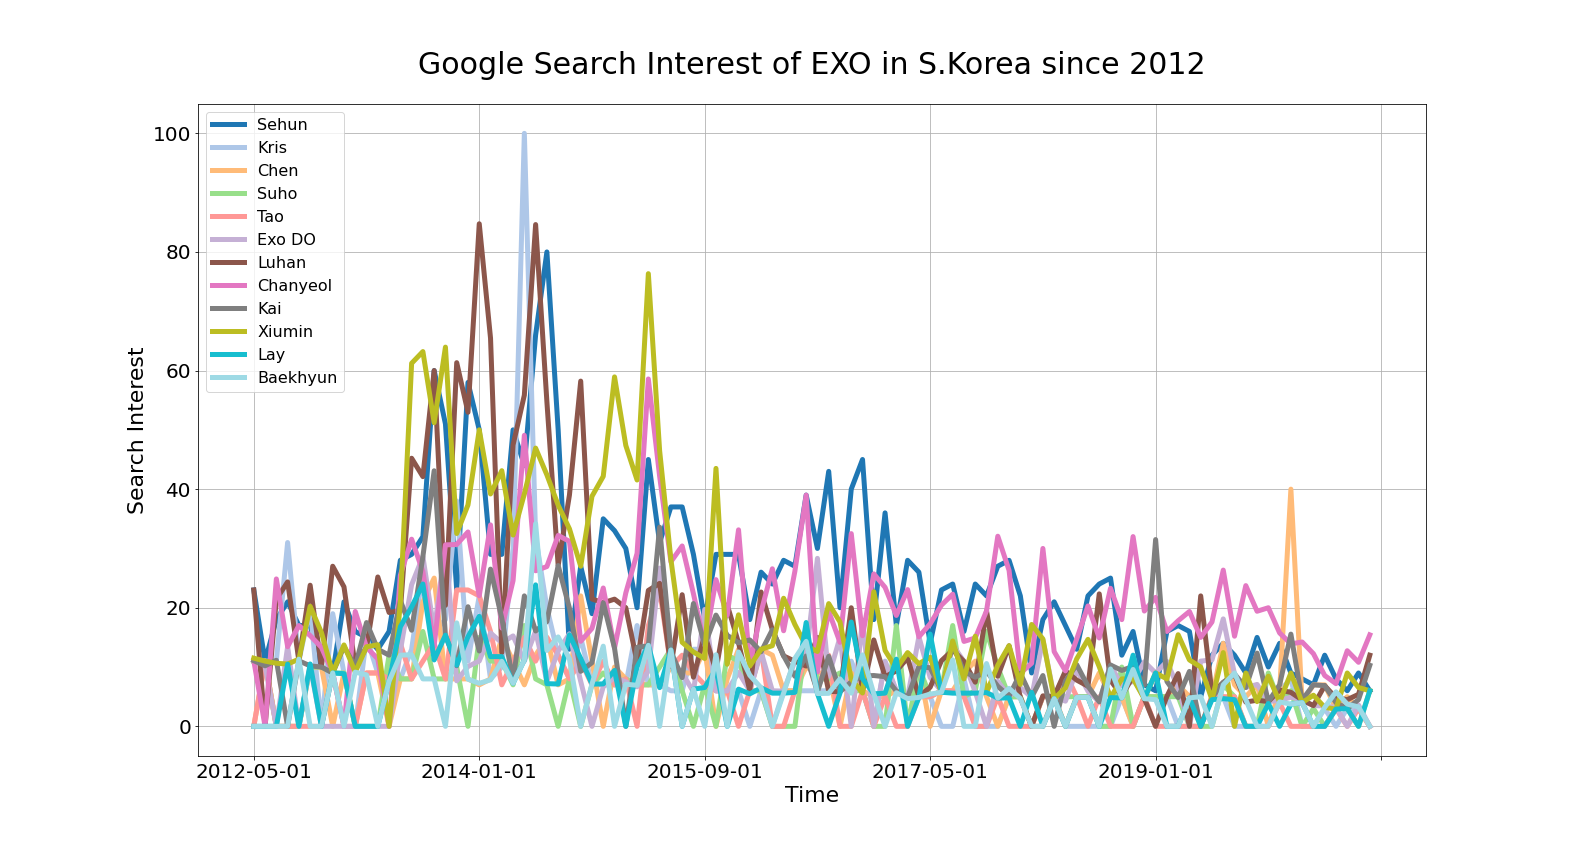 Google Search Interest of EXO in S.Korea since 2012
Search Interest
100
80
60
40
20
0
Sehun
Kris
Chen
Suho
Tao
Exo DO
Luhan
Chanyeol
Kai
Xiumin
Lay
Baekhyun
2012-05-01
2014-01-01
2015-09-01
2017-05-01
2019-01-01
Time